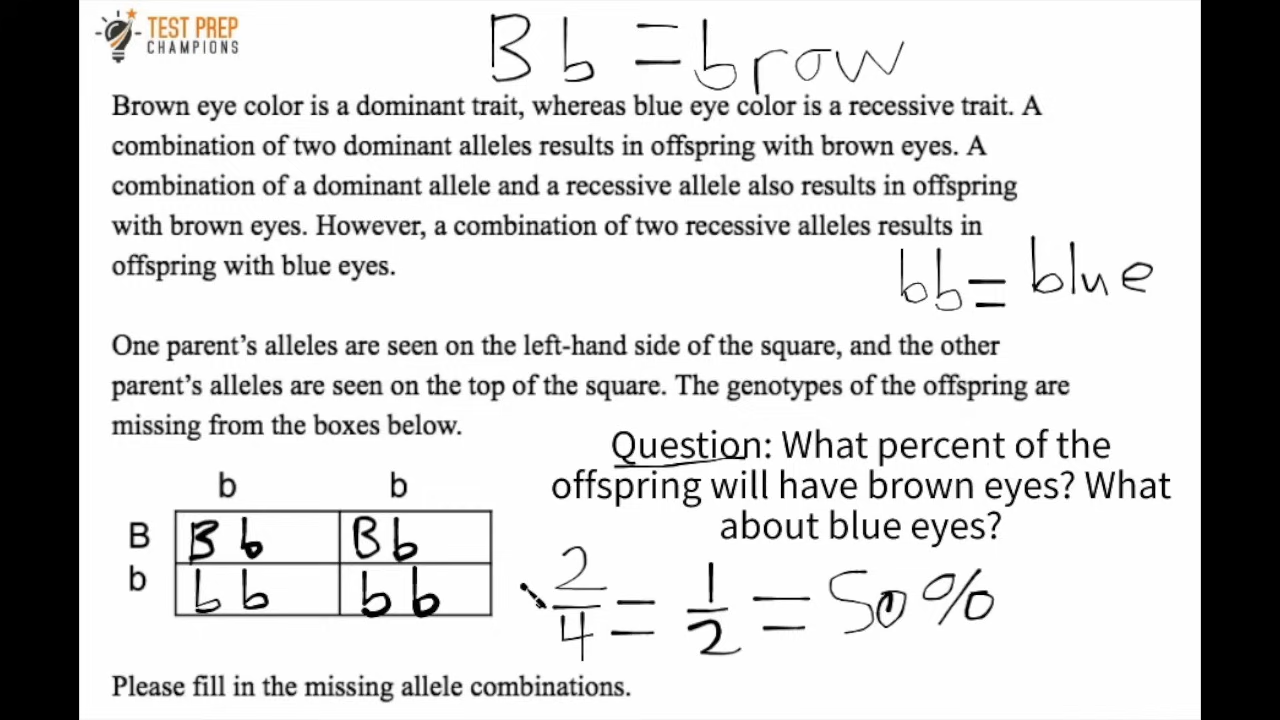 TEST PREP
CHAMPIONS
Bb = brow
Brown eye color is a dominant trait, whereas blue eye color is a recessive trait. A
combination of two dominant alleles results in offspring with brown eyes. A
combination of a dominant allele and a recessive allele also results in offspring
with brown eyes. However, a combination of two recessive alleles results in
offspring with blue eyes.
bb = blue
One parent’s alleles are seen on the left-hand side of the square, and the other
parent’s alleles are seen on the top of the square. The genotypes of the offspring are
missing from the boxes below.
Question: What percent of the
offspring will have brown eyes? What
about blue eyes?
b b
B Bb Bb
b bb bb
2/4 = 1/2 = 50%
Please fill in the missing allele combinations.